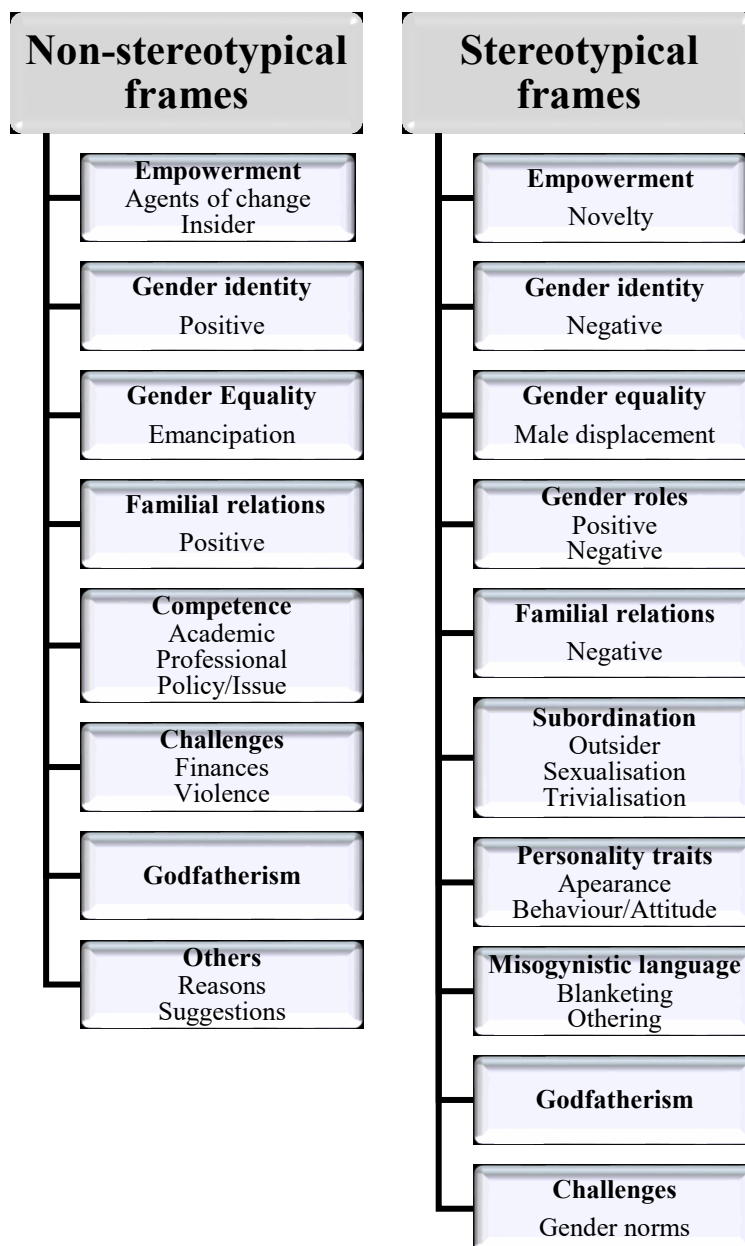 Non-stereotypical
frames
Empowerment
Agents of change
Insider
Gender identity
Positive
Gender Equality
Emancipation
Familial relations
Positive
Competence
Academic
Professional
Policy/Issue
Challenges
Finances
Violence
Godfatherism
Others
Reasons
Suggestions
Stereotypical
frames
Empowerment
Novelty
Gender identity
Negative
Gender equality
Male displacement
Gender roles
Positive
Negative
Familial relations
Negative
Subordination
Outsider
Sexualisation
Trivialisation
Personality traits
Apearance
Behaviour/Attitude
Misogynistic language
Blanketing
Othering
Godfatherism
Challenges
Gender norms